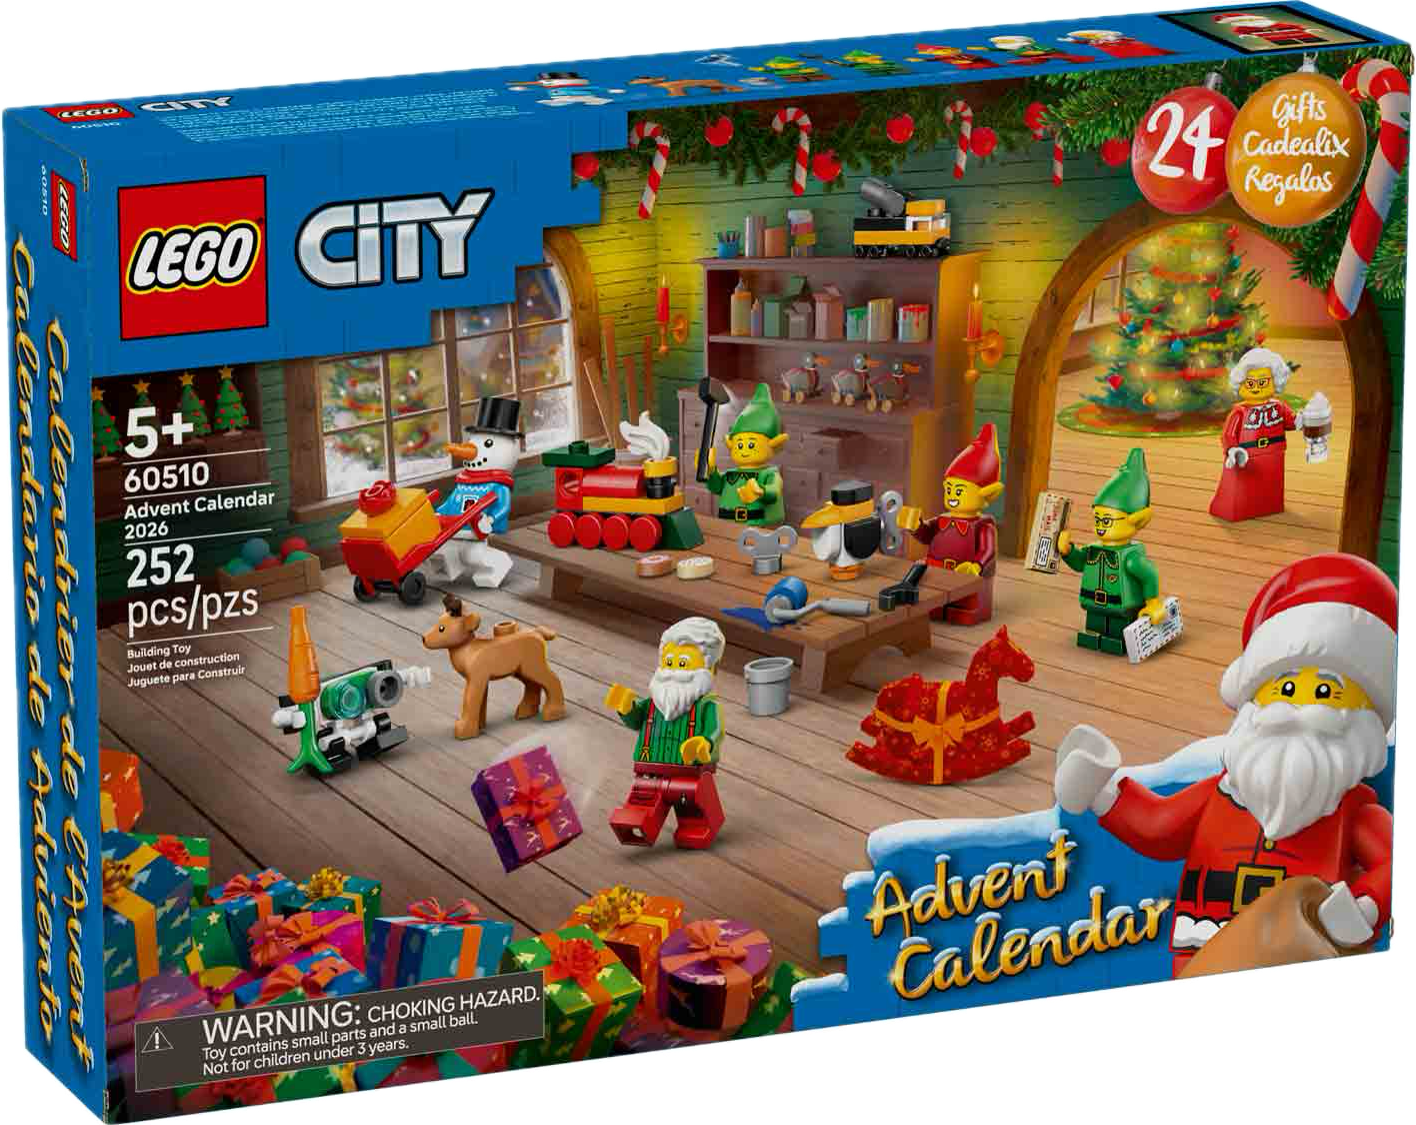 LEGO CITY
60510
60510
LEGO
Calendrier de l'Avent
Calendario de Adviento
LEGO CITY
24
Gifts
Cadeaux
Regalos
5+
60510
Advent Calendar
2026
252
pcs/pzs
Building Toy
Jouet de construction
Juguete para Construir
Advent
Calendar
WARNING: CHOKING HAZARD.
Toy contains small parts and a small ball.
Not for children under 3 years.